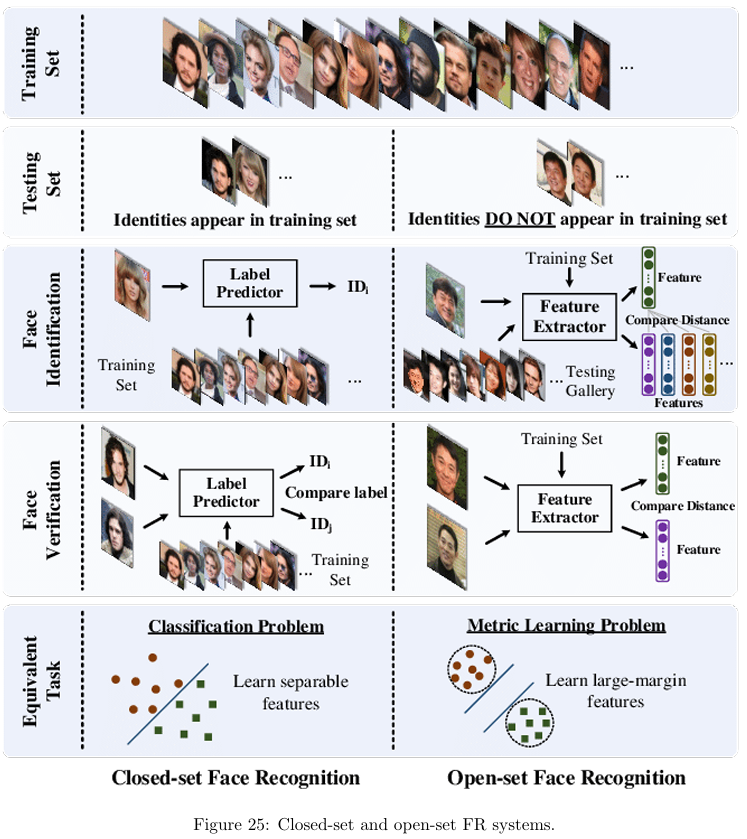 Training
Set
...
Testing
Set
...
Identities appear in training set
...
Identities DO NOT appear in training set
Face
Identification
Label
Predictor
IDi
Training
Set
...
Training Set
Feature
Extractor
Feature
Compare Distance
...
Testing
Gallery
...
Features
Face
Verification
Label
Predictor
IDi
Compare label
IDj
...
Training
Set
Training Set
Feature
Extractor
Feature
Compare Distance
Feature
Equivalent
Task
Classification Problem
Learn separable
features
Metric Learning Problem
Learn large-margin
features
Closed-set Face Recognition
Open-set Face Recognition
Figure 25: Closed-set and open-set FR systems.